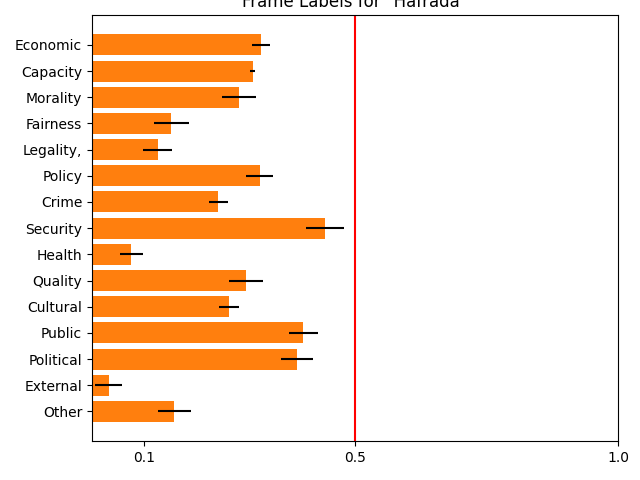 Frame Labels for "Hafrada"
Economic
Capacity
Morality
Fairness
Legality,
Policy
Crime
Security
Health
Quality
Cultural
Public
Political
External
Other
0.1 0.5 1.0